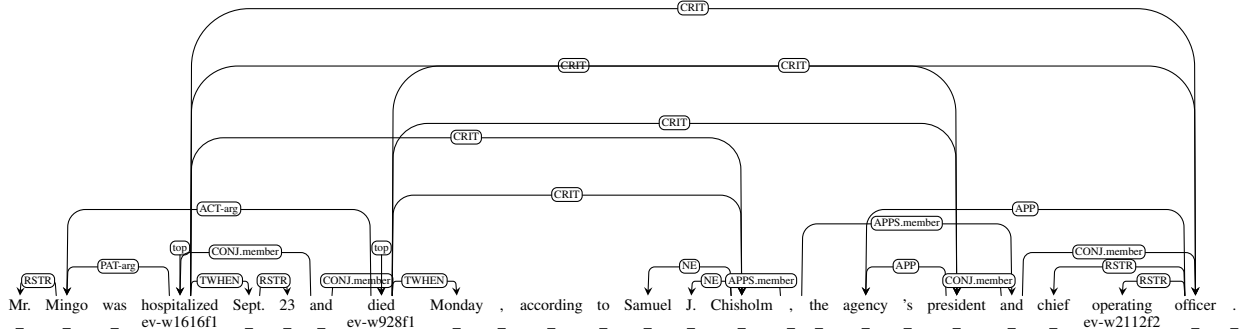 CRIT
CRIT CRIT
CRIT
CRIT
CRIT
ACT-arg APP
APPS.member
top CONJ.member top CONJ.member
RSTR PAT-arg TWHEN RSTR CONJ.member TWHEN NE NE APPS.member APP CONJ.member RSTR RSTR
Mr. Mingo was hospitalized Sept. 23 and died Monday , according to Samuel J. Chisholm , the agency 's president and chief operating officer .
_ _ _ ev-w1616f1 _ _ _ ev-w928f1 _ _ _ _ _ _ _ _ _ _ _ _ _ _ ev-w2112f2 _ _